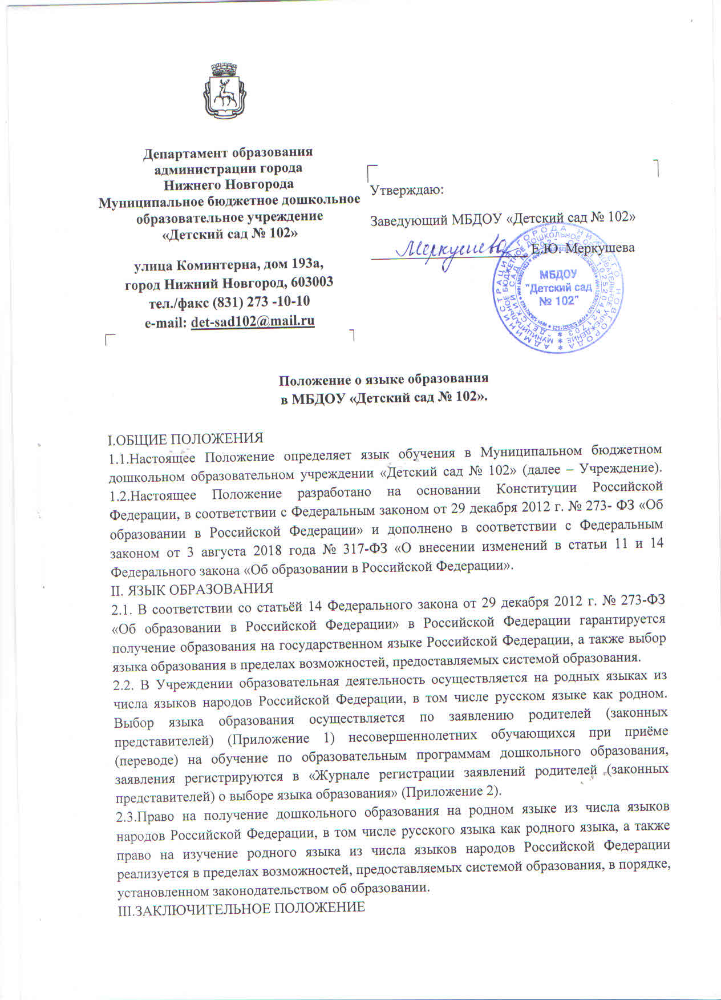 Департамент образования
администрации города
Нижнего Новгорода
Муниципальное бюджетное дошкольное
образовательное учреждение
«Детский сад № 102»
улица Коминтерна, дом 193а,
город Нижний Новгород, 603003
тел./факс (831) 273 -10-10
e-mail: det-sad102@mail.ru
Утверждаю:
Заведующий МБДОУ «Детский сад № 102»
Меркушева Е.Ю. Меркушева
МБДОУ
"Детский сад
№ 102"
Положение о языке образования
в МБДОУ «Детский сад № 102».
I.ОБЩИЕ ПОЛОЖЕНИЯ
1.1.Настоящее Положение определяет язык обучения в Муниципальном бюджетном
дошкольном образовательном учреждении «Детский сад № 102» (далее – Учреждение).
1.2.Настоящее Положение разработано на основании Конституции Российской
Федерации, в соответствии с Федеральным законом от 29 декабря 2012 г. № 273- ФЗ «Об
образовании в Российской Федерации» и дополнено в соответствии с Федеральным
законом от 3 августа 2018 года № 317-ФЗ «О внесении изменений в статьи 11 и 14
Федерального закона «Об образовании в Российской Федерации».
II. ЯЗЫК ОБРАЗОВАНИЯ
2.1. В соответствии со статьёй 14 Федерального закона от 29 декабря 2012 г. № 273-ФЗ
«Об образовании в Российской Федерации» в Российской Федерации гарантируется
получение образования на государственном языке Российской Федерации, а также выбор
языка образования в пределах возможностей, предоставляемых системой образования.
2.2. В Учреждении образовательная деятельность осуществляется на родных языках из
числа языков народов Российской Федерации, в том числе русском языке как родном.
Выбор языка образования осуществляется по заявлению родителей (законных
представителей) (Приложение 1) несовершеннолетних обучающихся при приёме
(переводе) на обучение по образовательным программам дошкольного образования,
заявления регистрируются в «Журнале регистрации заявлений родителей (законных
представителей) о выборе языка образования» (Приложение 2).
2.3.Право на получение дошкольного образования на родном языке из числа языков
народов Российской Федерации, в том числе русского языка как родного языка, а также
право на изучение родного языка из числа языков народов Российской Федерации
реализуется в пределах возможностей, предоставляемых системой образования, в порядке,
установленном законодательством об образовании.
III.ЗАКЛЮЧИТЕЛЬНОЕ ПОЛОЖЕНИЕ